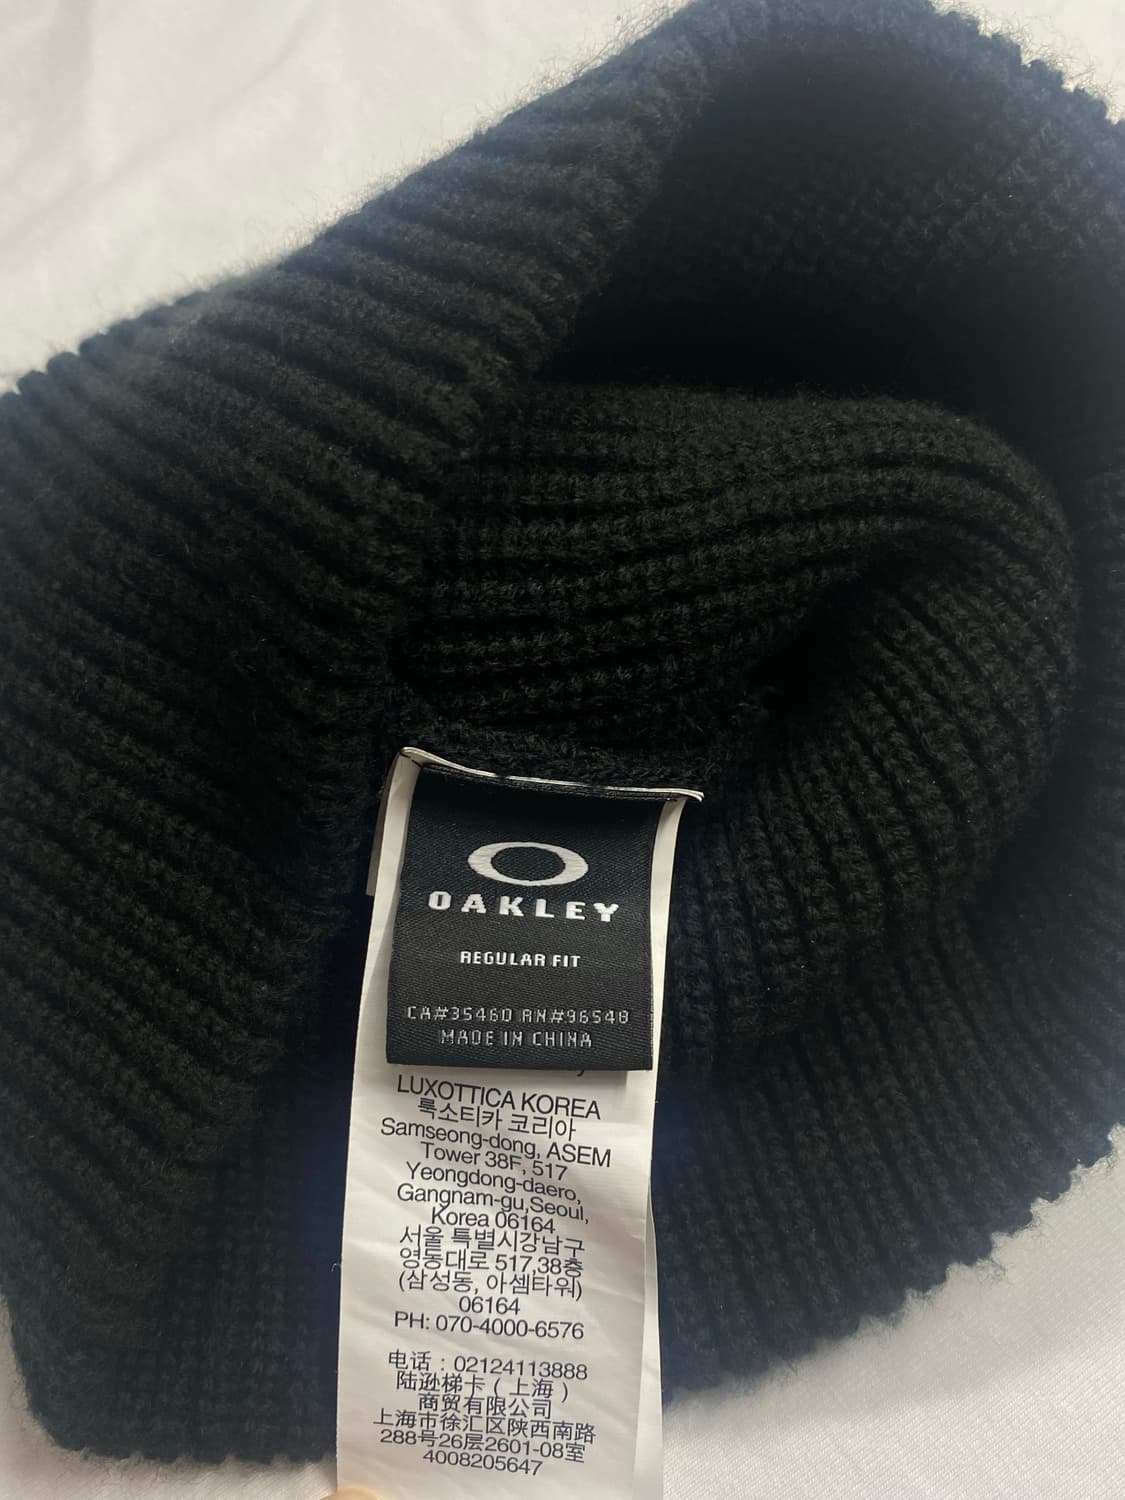 OAKLEY
REGULAR FIT
CA#35460 RN#96548
MADE IN CHINA
LUXOTTICA KOREA
룩소티카 코리아
Samseong-dong, ASEM
Tower 38F, 517
Yeongdong-daero,
Gangnam-gu,Seoul,
Korea 06164
서울 특별시강남구
영동대로 517,38층
(삼성동, 아셈타워)
06164
PH: 070-4000-6576
电话：02124113888
陆逊梯卡（上海）
商贸有限公司
上海市徐汇区陕西南路
288号26层2601-08室
4008205647